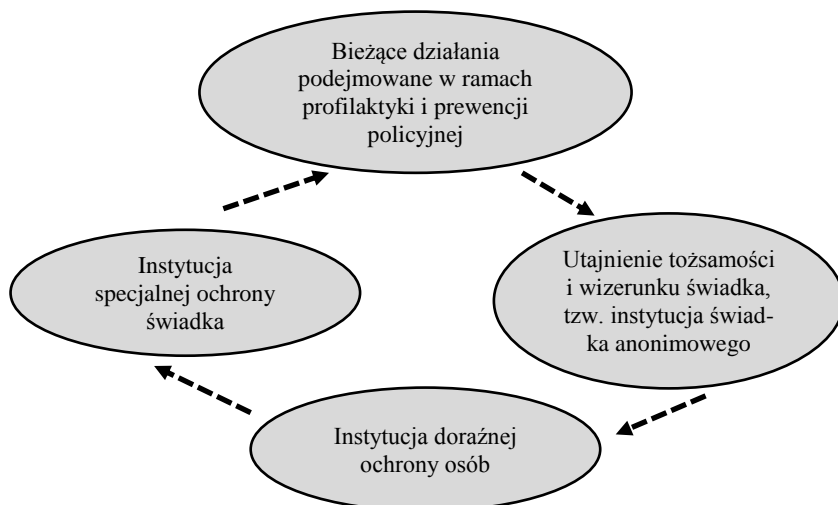 Bieżące działania
podejmowane w ramach
profilaktyki i prewencji
policyjnej
Utajnienie tożsamości
i wizerunku świadka,
tzw. instytucja świad-
ka anonimowego
Instytucja doraźnej
ochrony osób
Instytucja
specjalnej ochrony
świadka